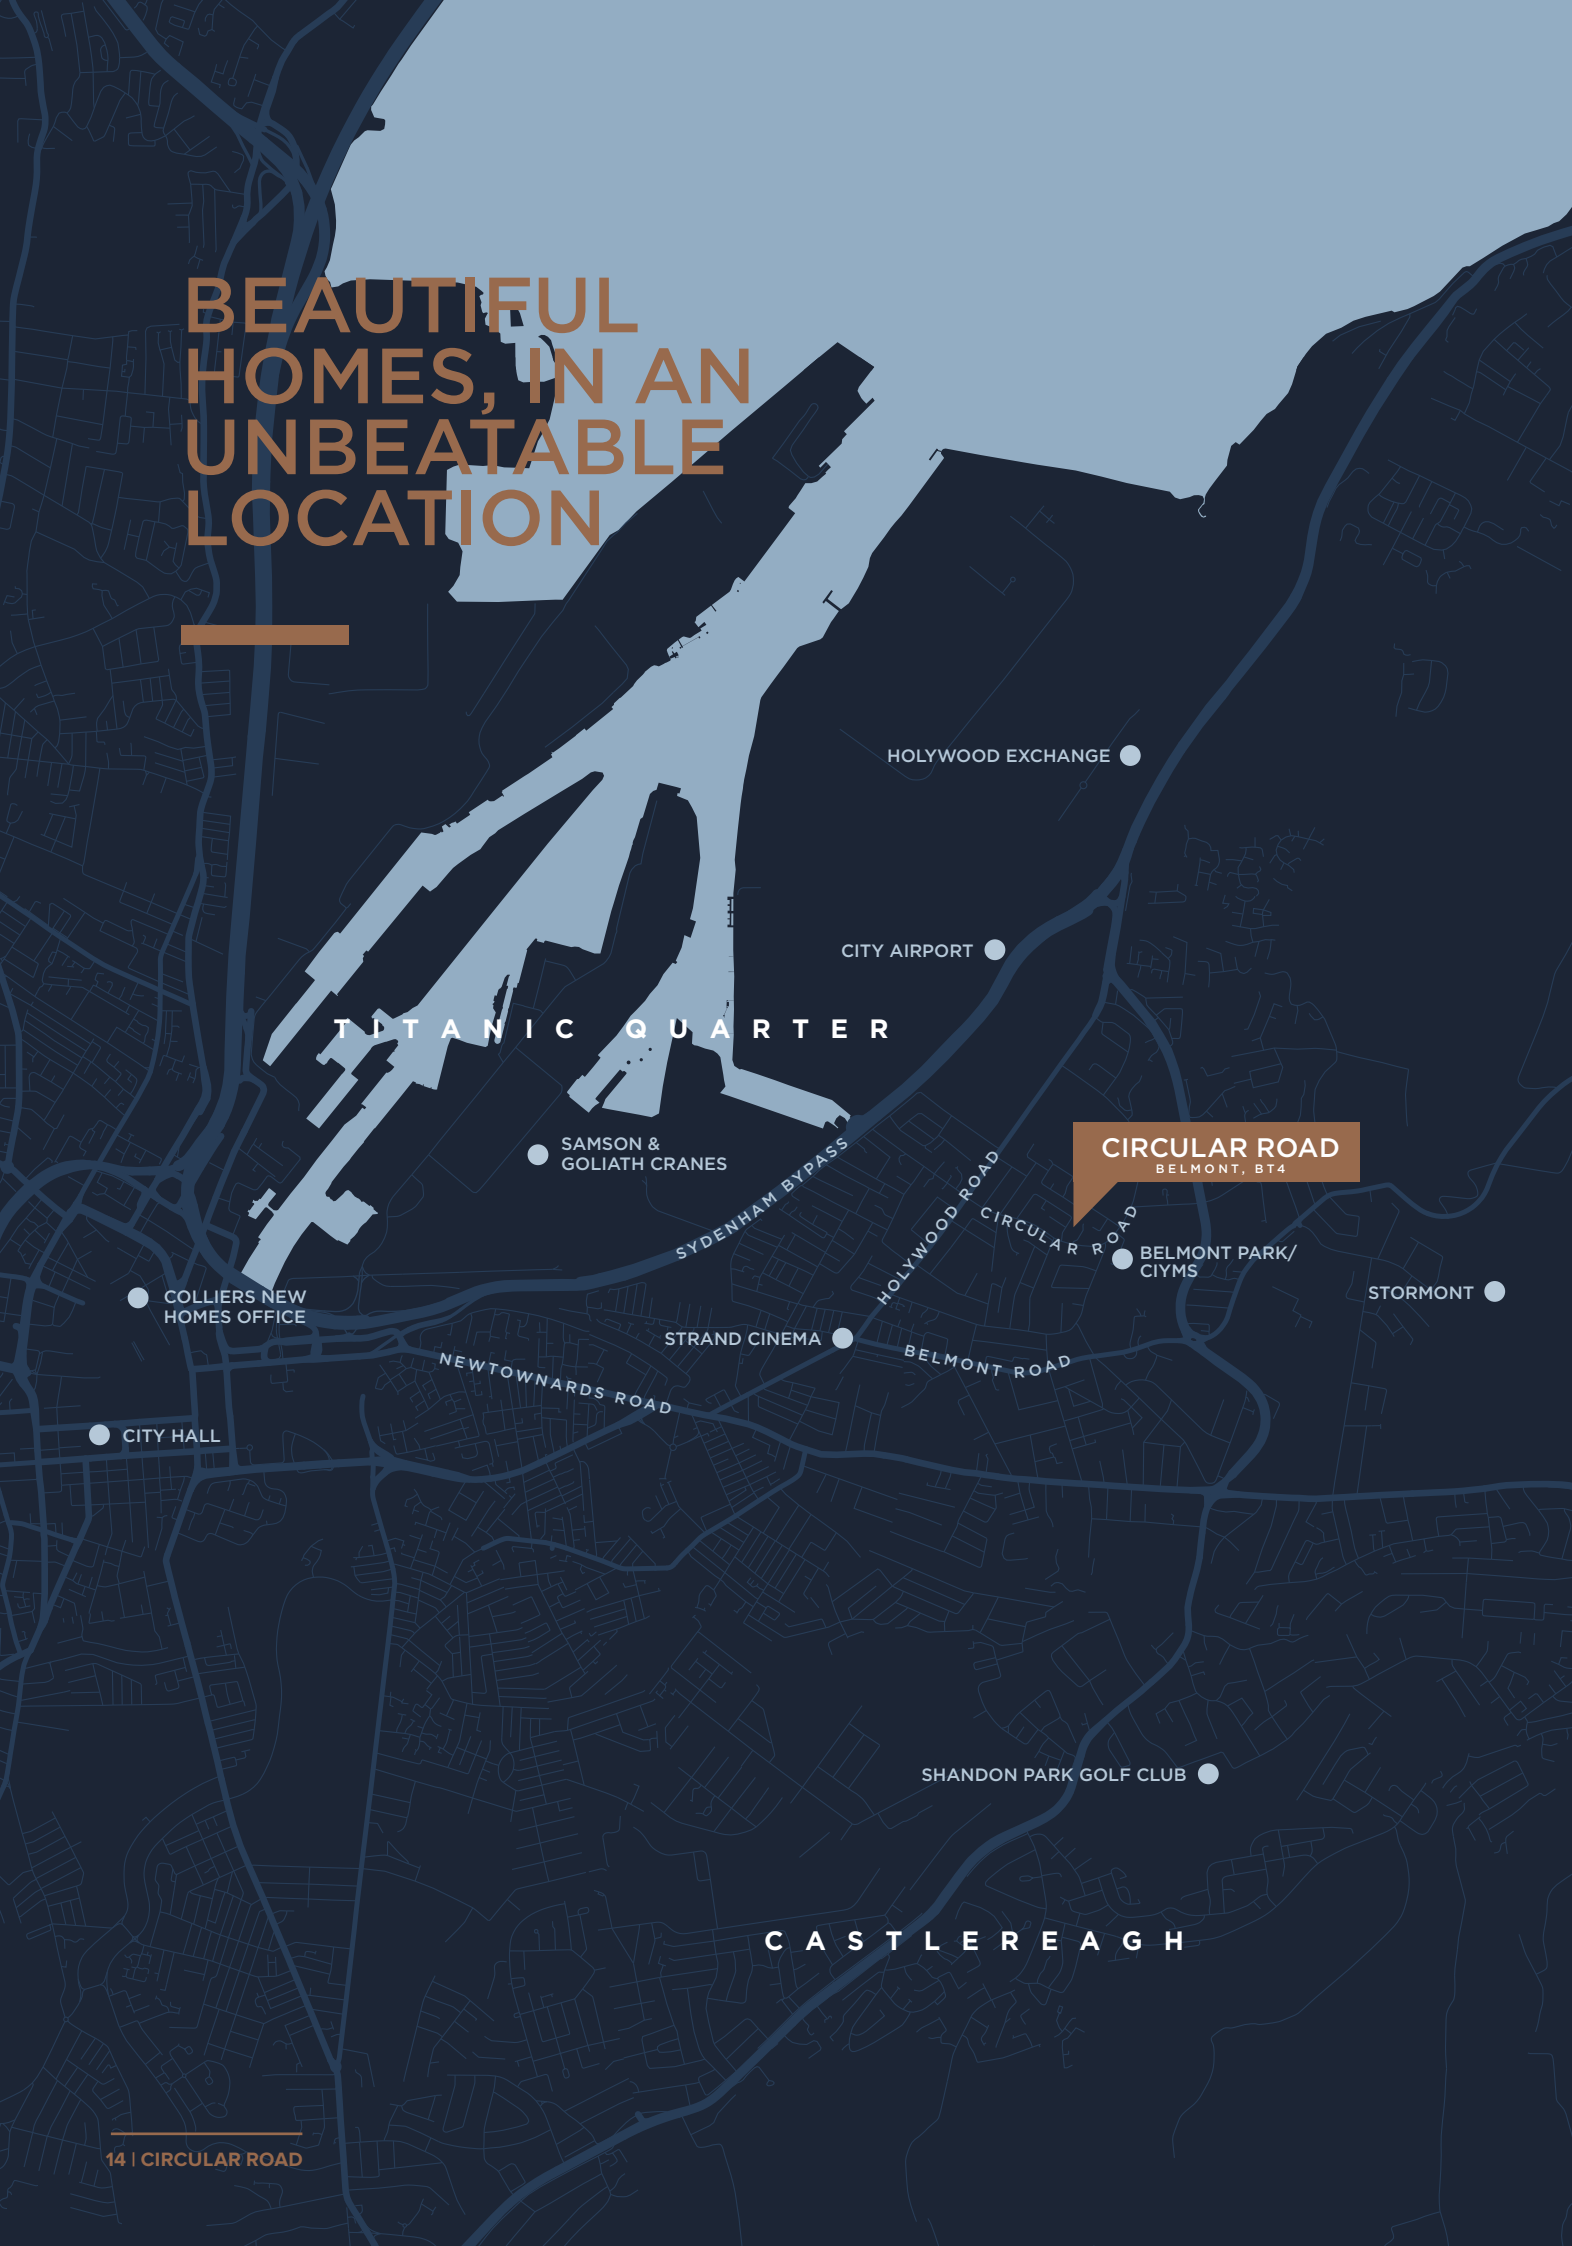 BEAUTIFUL
HOMES, IN AN
UNBEATABLE
LOCATION
HOLYWOOD EXCHANGE
CITY AIRPORT
TITANIC QUARTER
SAMSON &
GOLIATH CRANES
SYDENHAM BYPASS
HOLYWOOD ROAD
CIRCULAR ROAD
BELMONT, BT4
CIRCULAR ROAD
BELMONT PARK/
CIYMS
STORMONT
COLLIERS NEW
HOMES OFFICE
STRAND CINEMA
BELMONT ROAD
NEWTOWNARDS ROAD
CITY HALL
SHANDON PARK GOLF CLUB
CASTLEREAGH
14 | CIRCULAR ROAD